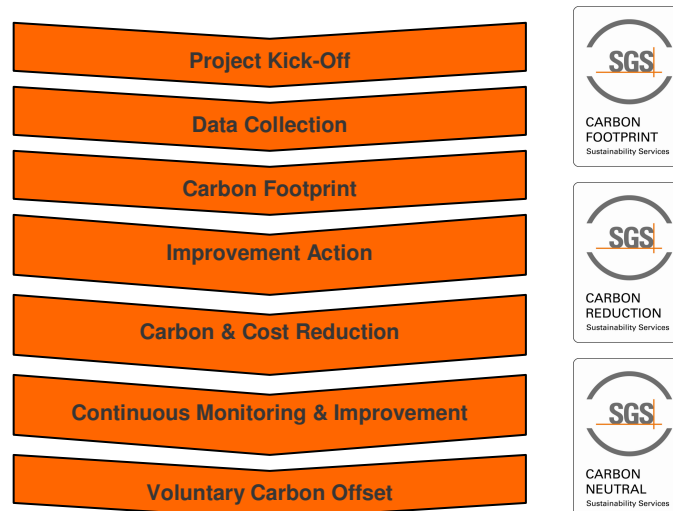 Project Kick-Off
Data Collection
Carbon Footprint
Improvement Action
Carbon & Cost Reduction
Continuous Monitoring & Improvement
Voluntary Carbon Offset
SGS
CARBON
FOOTPRINT
Sustainability Services
SGS
CARBON
REDUCTION
Sustainability Services
SGS
CARBON
NEUTRAL
Sustainability Services